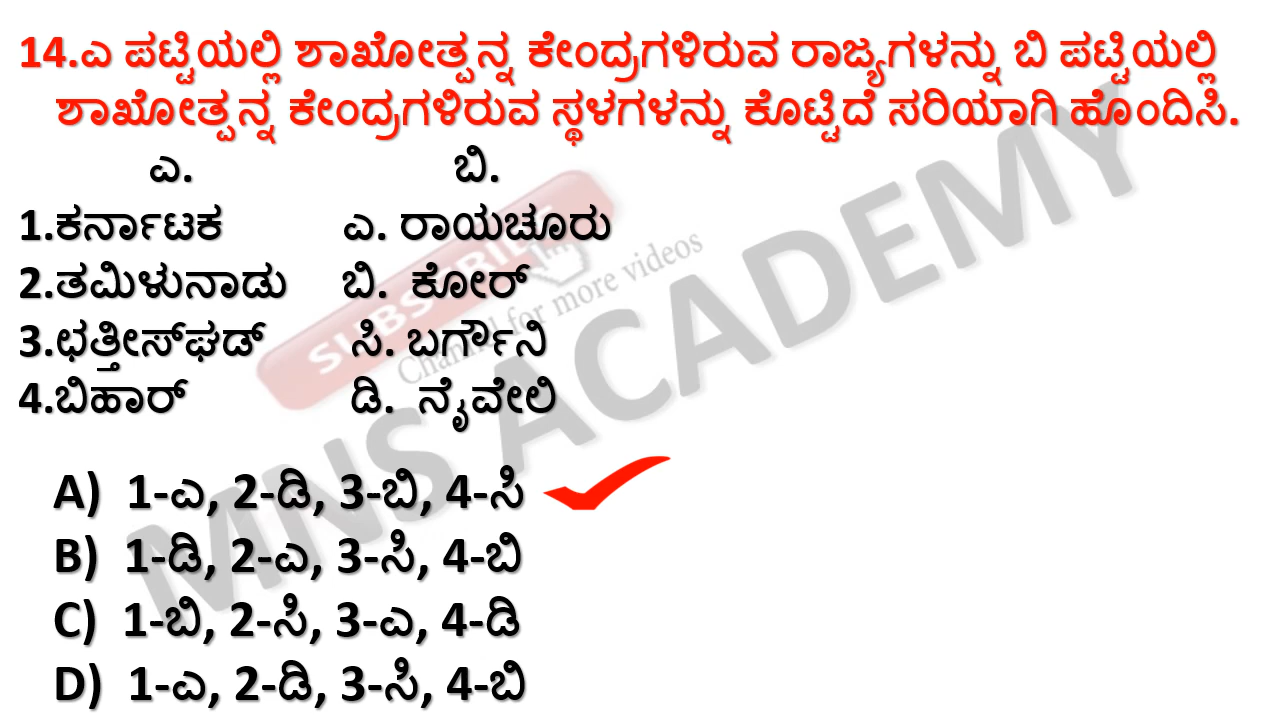 14.ಎ ಪಟ್ಟಿಯಲ್ಲಿ ಶಾಖೋತ್ಪನ್ನ ಕೇಂದ್ರಗಳಿರುವ ರಾಜ್ಯಗಳನ್ನು ಬಿ ಪಟ್ಟಿಯಲ್ಲಿ
ಶಾಖೋತ್ಪನ್ನ ಕೇಂದ್ರಗಳಿರುವ ಸ್ಥಳಗಳನ್ನು ಕೊಟ್ಟಿದೆ ಸರಿಯಾಗಿ ಹೊಂದಿಸಿ.
ಎ. ಬಿ.
1.ಕರ್ನಾಟಕ ಎ. ರಾಯಚೂರು
2.ತಮಿಳುನಾಡು ಬಿ. ಕೋರ್
3.ಛತ್ತೀಸ್‌ಘಡ್ ಸಿ. ಬರ್ಗೌನಿ
4.ಬಿಹಾರ್ ಡಿ. ನೈವೇಲಿ
A) 1-ಎ, 2-ಡಿ, 3-ಬಿ, 4-ಸಿ
B) 1-ಡಿ, 2-ಎ, 3-ಸಿ, 4-ಬಿ
C) 1-ಬಿ, 2-ಸಿ, 3-ಎ, 4-ಡಿ
D) 1-ಎ, 2-ಡಿ, 3-ಸಿ, 4-ಬಿ
SUBSCRIBE
Channel for more videos
MNS ACADEMY